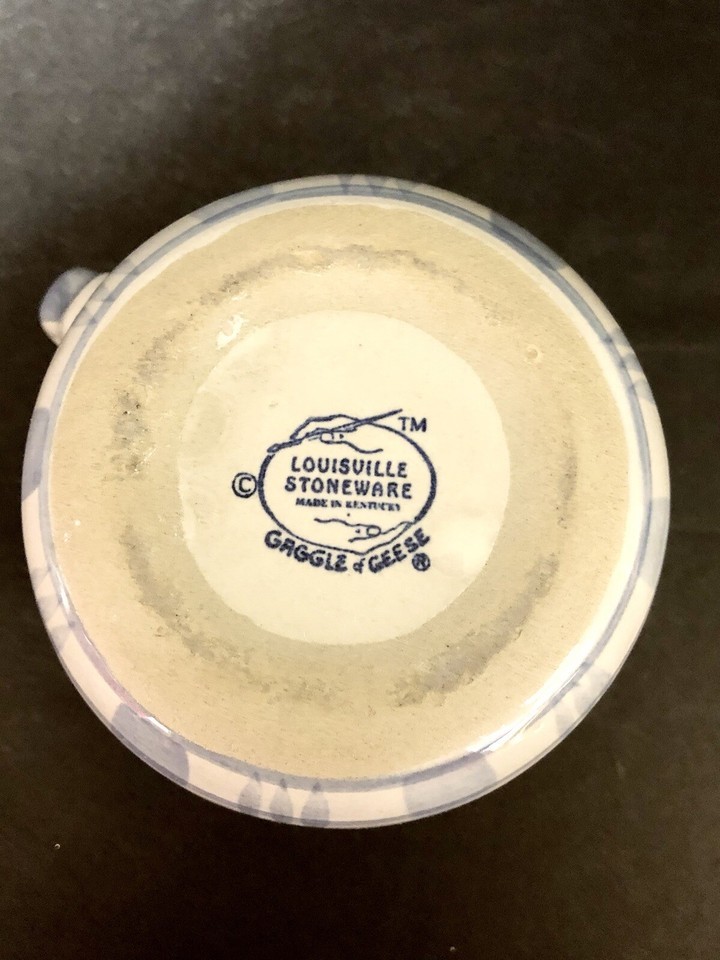 TM
©
LOUISVILLE
STONEWARE
MADE IN KENTUCKY
GAGGLE of GEESE ®